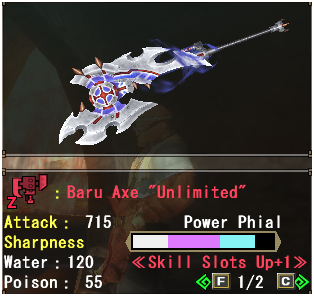 Z : Baru Axe "Unlimited"
Attack : 715 Power Phial
Sharpness
Water : 120 ≪Skill Slots Up+1≫
Poison : 55 F 1/2 C